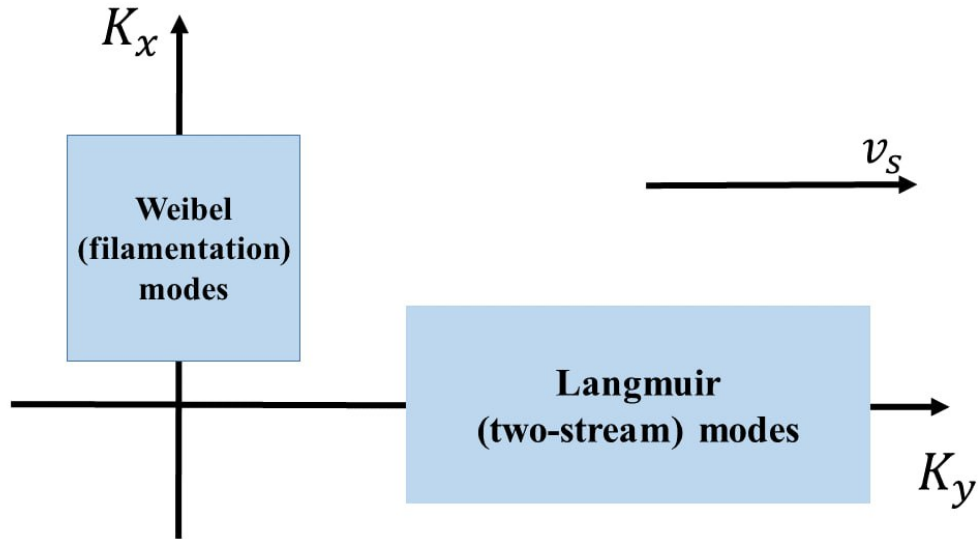 K_x
v_s
Weibel
(filamentation)
modes
Langmuir
(two-stream) modes
K_y